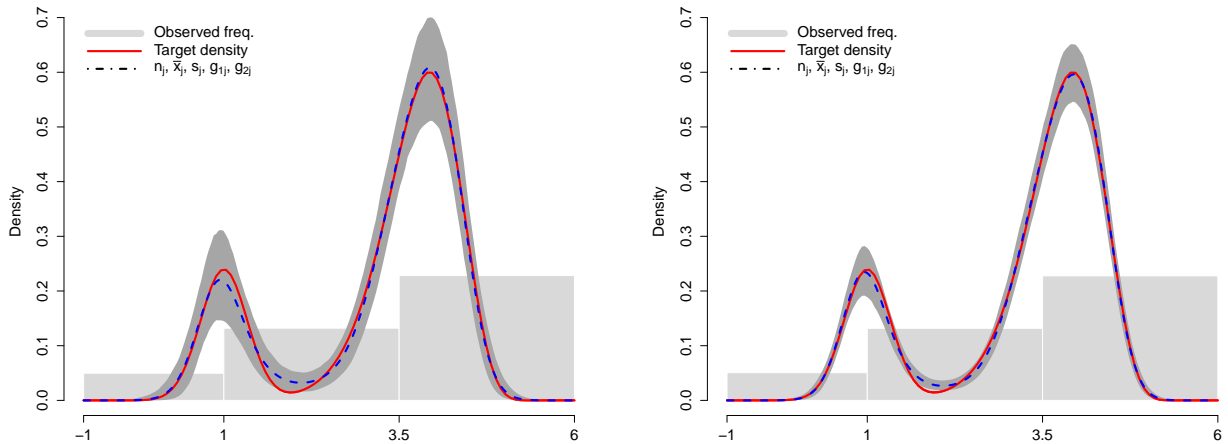 0.7
0.6
0.5
0.4
0.3
0.2
0.1
0.0
Density
Observed freq.
Target density
nj, x̄j, sj, g1j, g2j
−1 1 3.5 6
0.7
0.6
0.5
0.4
0.3
0.2
0.1
0.0
Density
Observed freq.
Target density
nj, x̄j, sj, g1j, g2j
−1 1 3.5 6